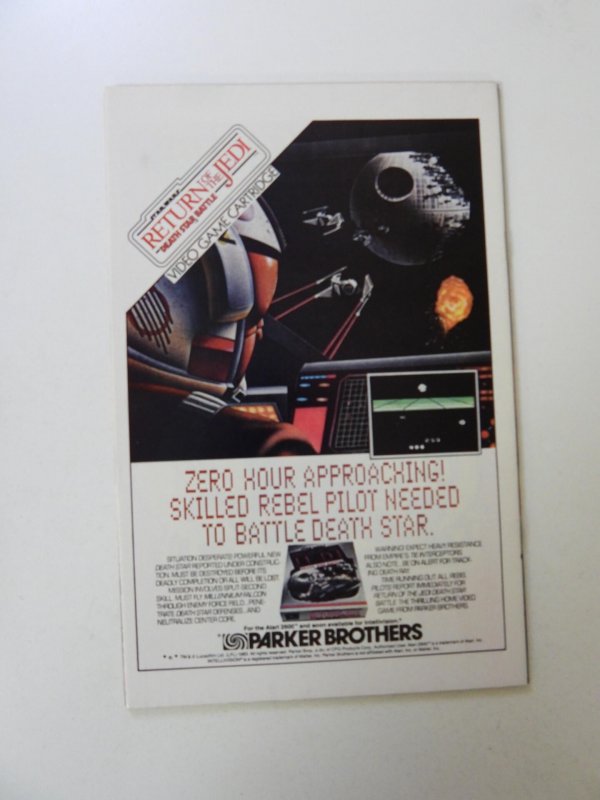 STAR WARS
RETURN OF THE JEDI
DEATH STAR BATTLE
VIDEO GAME CARTRIDGE
ZERO HOUR APPROACHING!
SKILLED REBEL PILOT NEEDED
TO BATTLE DEATH STAR.
SITUATION DESPERATE: POWERFUL NEW
DEATH STAR REPORTED UNDER CONSTRUC-
TION. MUST BE DESTROYED BEFORE ITS
DEADLY COMPLETION OR ALL WILL BE LOST.
MISSION INVOLVES SPLIT-SECOND
SKILL. MUST FLY MILLENNIUM FALCON
THROUGH ENEMY FORCE FIELD...PENE-
TRATE DEATH STAR DEFENSES...AND
NEUTRALIZE CENTER CORE.
WARNING! EXPECT HEAVY RESISTANCE
FROM EMPIRE'S TIE INTERCEPTORS.
ALSO NOTE...BE ON ALERT FOR TRACK-
ING DEATH RAY.
TIME RUNNING OUT. ALL REBEL
PILOTS REPORT IMMEDIATELY FOR
RETURN OF THE JEDI DEATH STAR
BATTLE. THE THRILLING HOME VIDEO
GAME FROM PARKER BROTHERS.
JEDI
For the Atari 2600™ and soon available for Intellivision®
PARKER BROTHERS